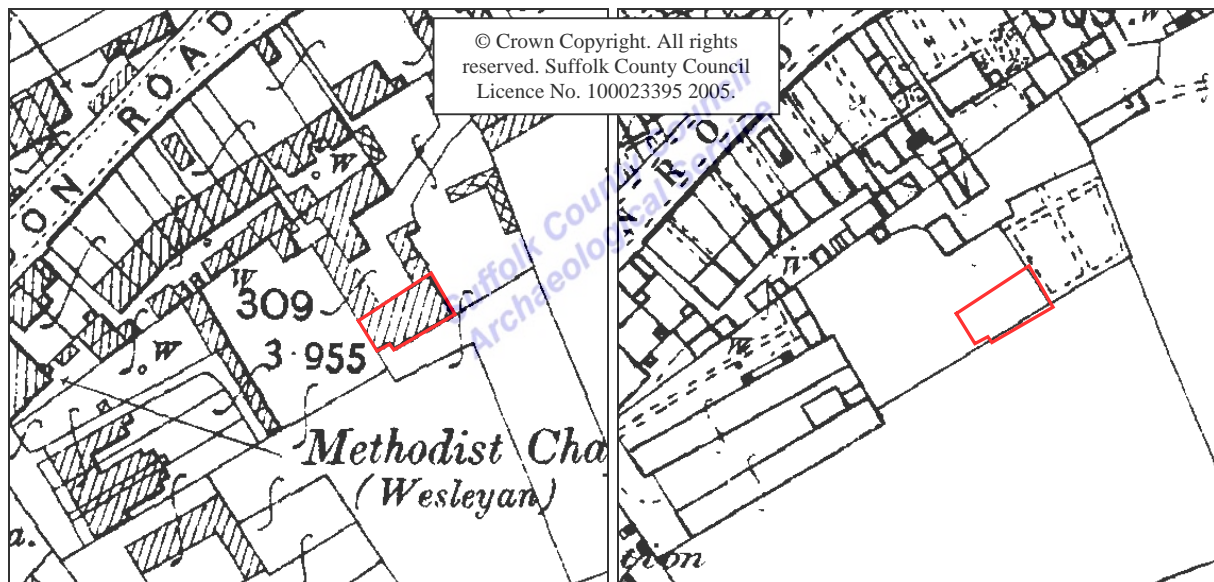 © Crown Copyright. All rights
reserved. Suffolk County Council
Licence No. 100023395 2005.
Suffolk County Council
Archaeological Service
ON ROAD
W
W
309
3·955
W
Methodist Cha
(Wesleyan)
a.
N RO
W
W
tion